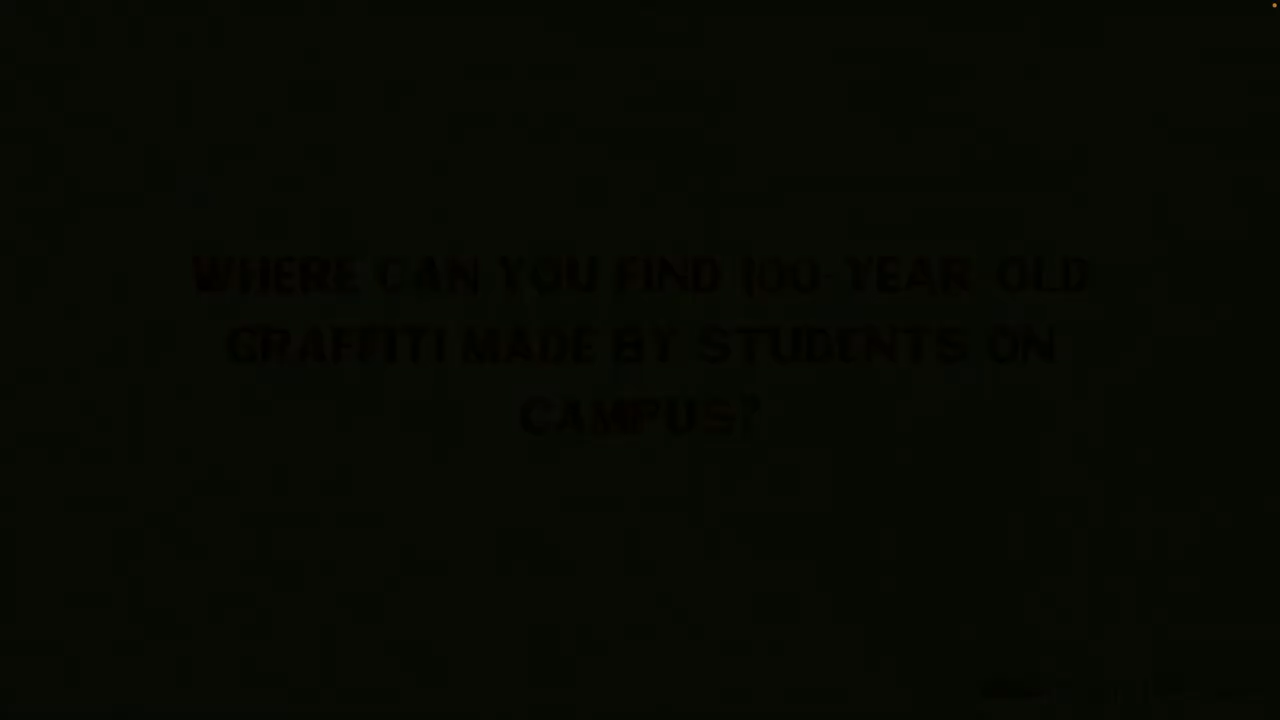 WHERE CAN YOU FIND 100 YEAR OLD
GRAFFITI MADE BY STUDENTS ON
CAMPUS?